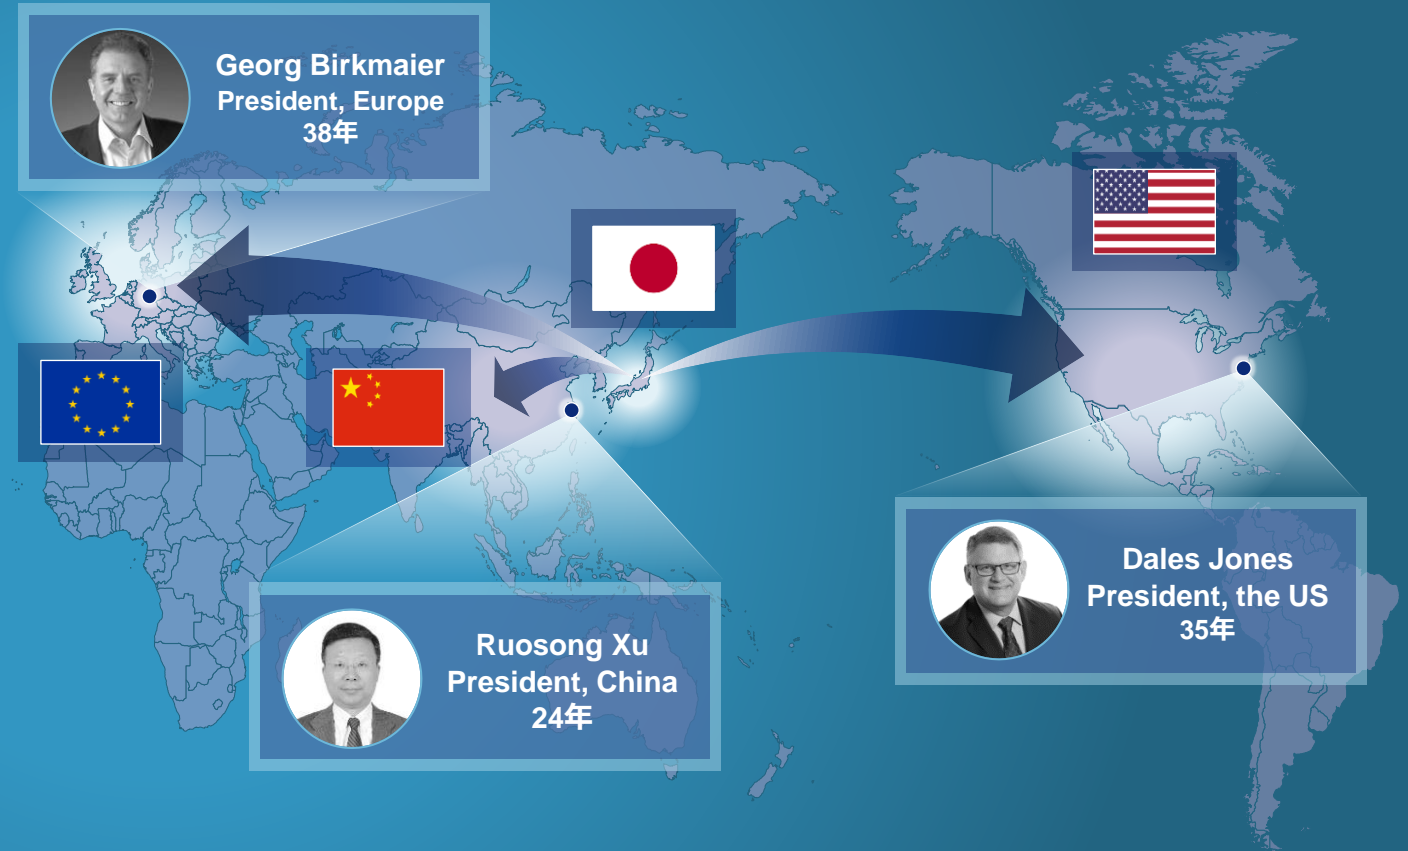 Georg Birkmaier
President, Europe
38年
Ruosong Xu
President, China
24年
Dales Jones
President, the US
35年